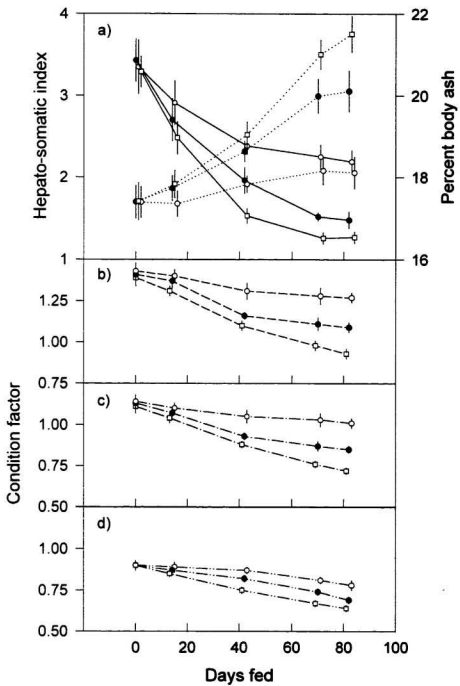 a)
4
3
2
1
Hepato-somatic index
22
20
18
16
Percent body ash
b)
1.25
1.00
0.75
c)
1.00
0.75
0.50
Condition factor
d)
1.00
0.75
0.50
0 20 40 60 80 100
Days fed